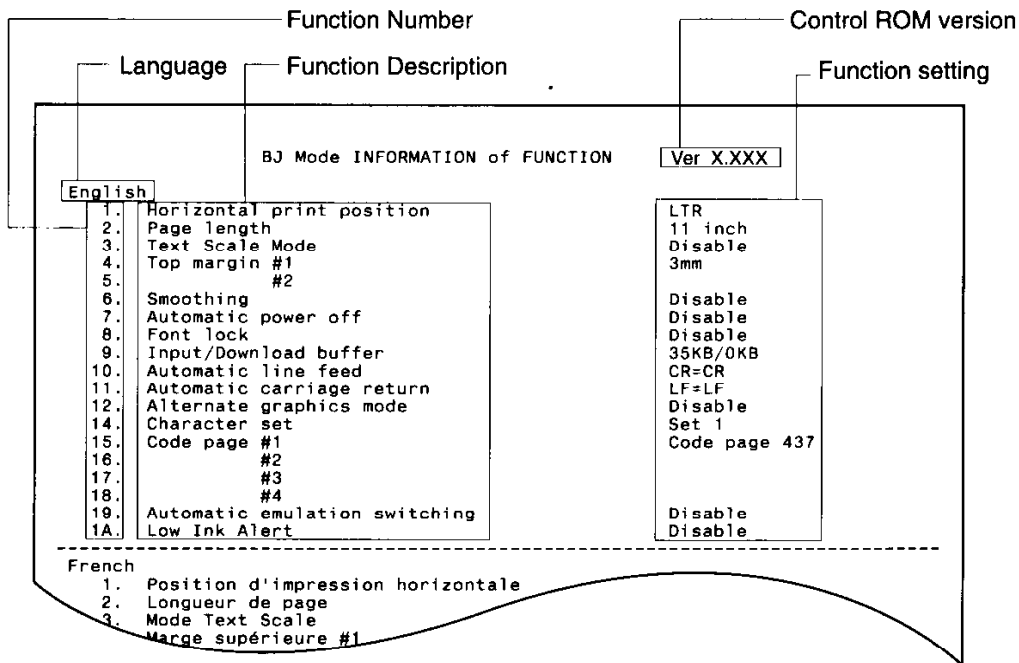 Function Number
Control ROM version
Language
Function Description
Function setting
BJ Mode INFORMATION of FUNCTION Ver X.XXX
English
1. Horizontal print position LTR
2. Page length 11 inch
3. Text Scale Mode Disable
4. Top margin #1 3mm
5. #2
6. Smoothing Disable
7. Automatic power off Disable
8. Font lock Disable
9. Input/Download buffer 35KB/0KB
10. Automatic line feed CR=CR
11. Automatic carriage return LF=LF
12. Alternate graphics mode Disable
14. Character set Set 1
15. Code page #1 Code page 437
16. #2
17. #3
18. #4
19. Automatic emulation switching Disable
1A. Low Ink Alert Disable
French
1. Position d'impression horizontale
2. Longueur de page
3. Mode Text Scale
Marge supérieure #1